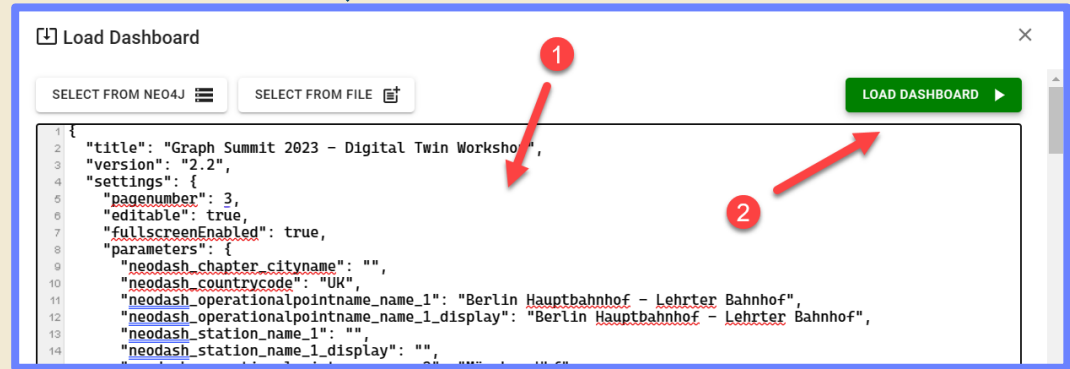 Load Dashboard
1
SELECT FROM NEO4J
SELECT FROM FILE
LOAD DASHBOARD
1 {
2 "title": "Graph Summit 2023 – Digital Twin Workshop",
3 "version": "2.2",
4 "settings": {
5 "pagenumber": 3,
6 "editable": true,
7 "fullscreenEnabled": true,
8 "parameters": {
9 "neodash_chapter_cityname": "",
10 "neodash_countrycode": "UK",
11 "neodash_operationalpointname_name_1": "Berlin Hauptbahnhof – Lehrter Bahnhof",
12 "neodash_operationalpointname_name_1_display": "Berlin Hauptbahnhof – Lehrter Bahnhof",
13 "neodash_station_name_1": "",
14 "neodash_station_name_1_display": "",
2